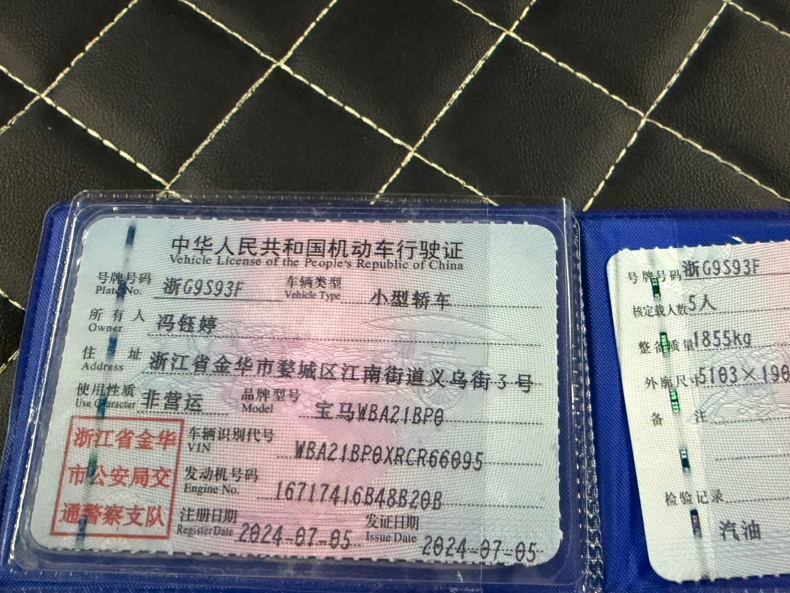 中华人民共和国机动车行驶证
Vehicle License of the People's Republic of China
号牌号码 浙G9S93F 车辆类型 小型轿车
Plate No. Vehicle Type
所有人 冯钰婷
Owner
住址 浙江省金华市婺城区江南街道义乌街3号
Address
使用性质 非营运 品牌型号 宝马WBA21BP0
Use Character Model
浙江省金华
市公安局交
通警察支队
车辆识别代号 WBA21BP0XRCR66095
VIN
发动机号码 16717416B48B20B
Engine No.
注册日期 2024-07-05 发证日期 2024-07-05
Register Date Issue Date
号牌号码 浙G9S93F
核定载人数 5人
整备质量 1855kg
外廓尺寸 5103×190
备注
检验记录
汽油